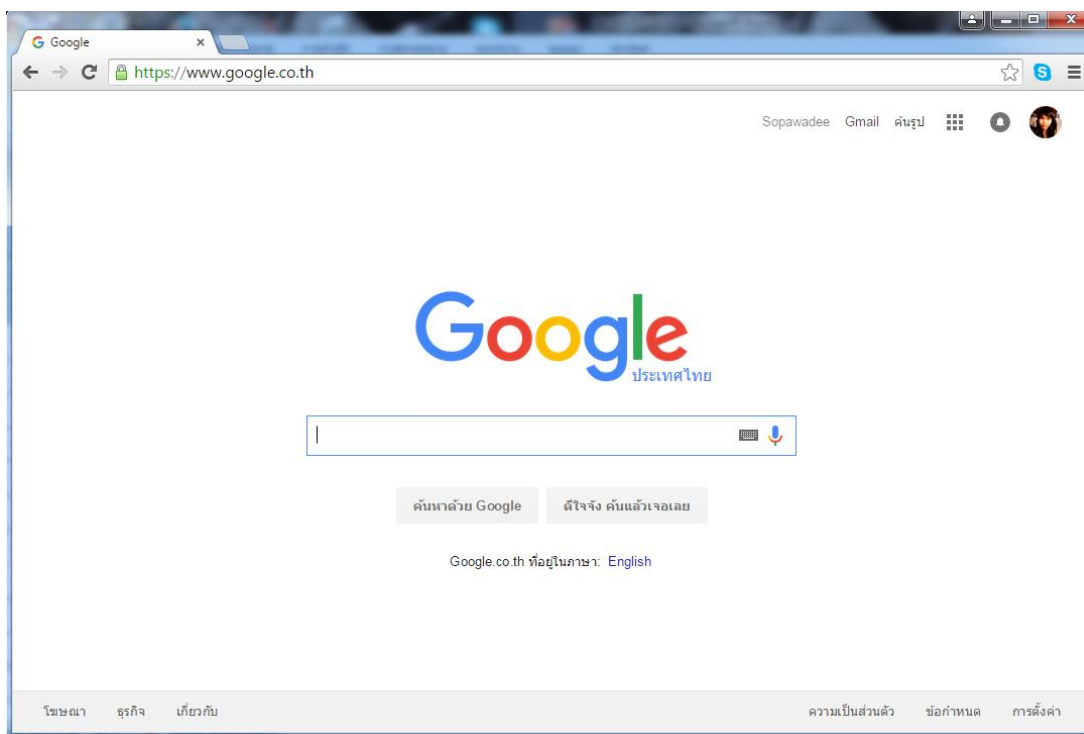 Google
https://www.google.co.th
Sopawadee Gmail ค้นรูป
Google
ประเทศไทย
ค้นหาด้วย Google ดีใจจัง ค้นแล้วเจอเลย
Google.co.th ที่อยู่ในภาษา: English
โฆษณา ธุรกิจ เกี่ยวกับ ความเป็นส่วนตัว ข้อกำหนด การตั้งค่า